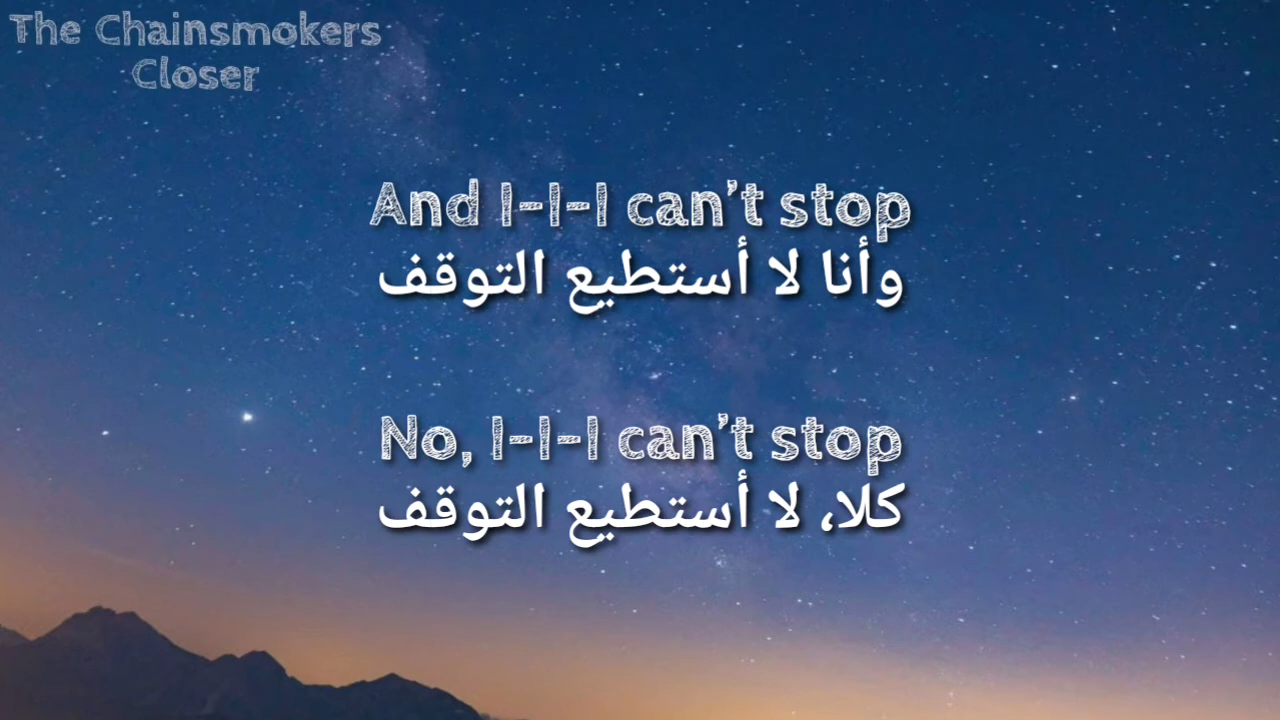 The Chainsmokers
Closer
And I-I-I can't stop
وأنا لا أستطيع التوقف
No, I-I-I can't stop
كلا، لا أستطيع التوقف